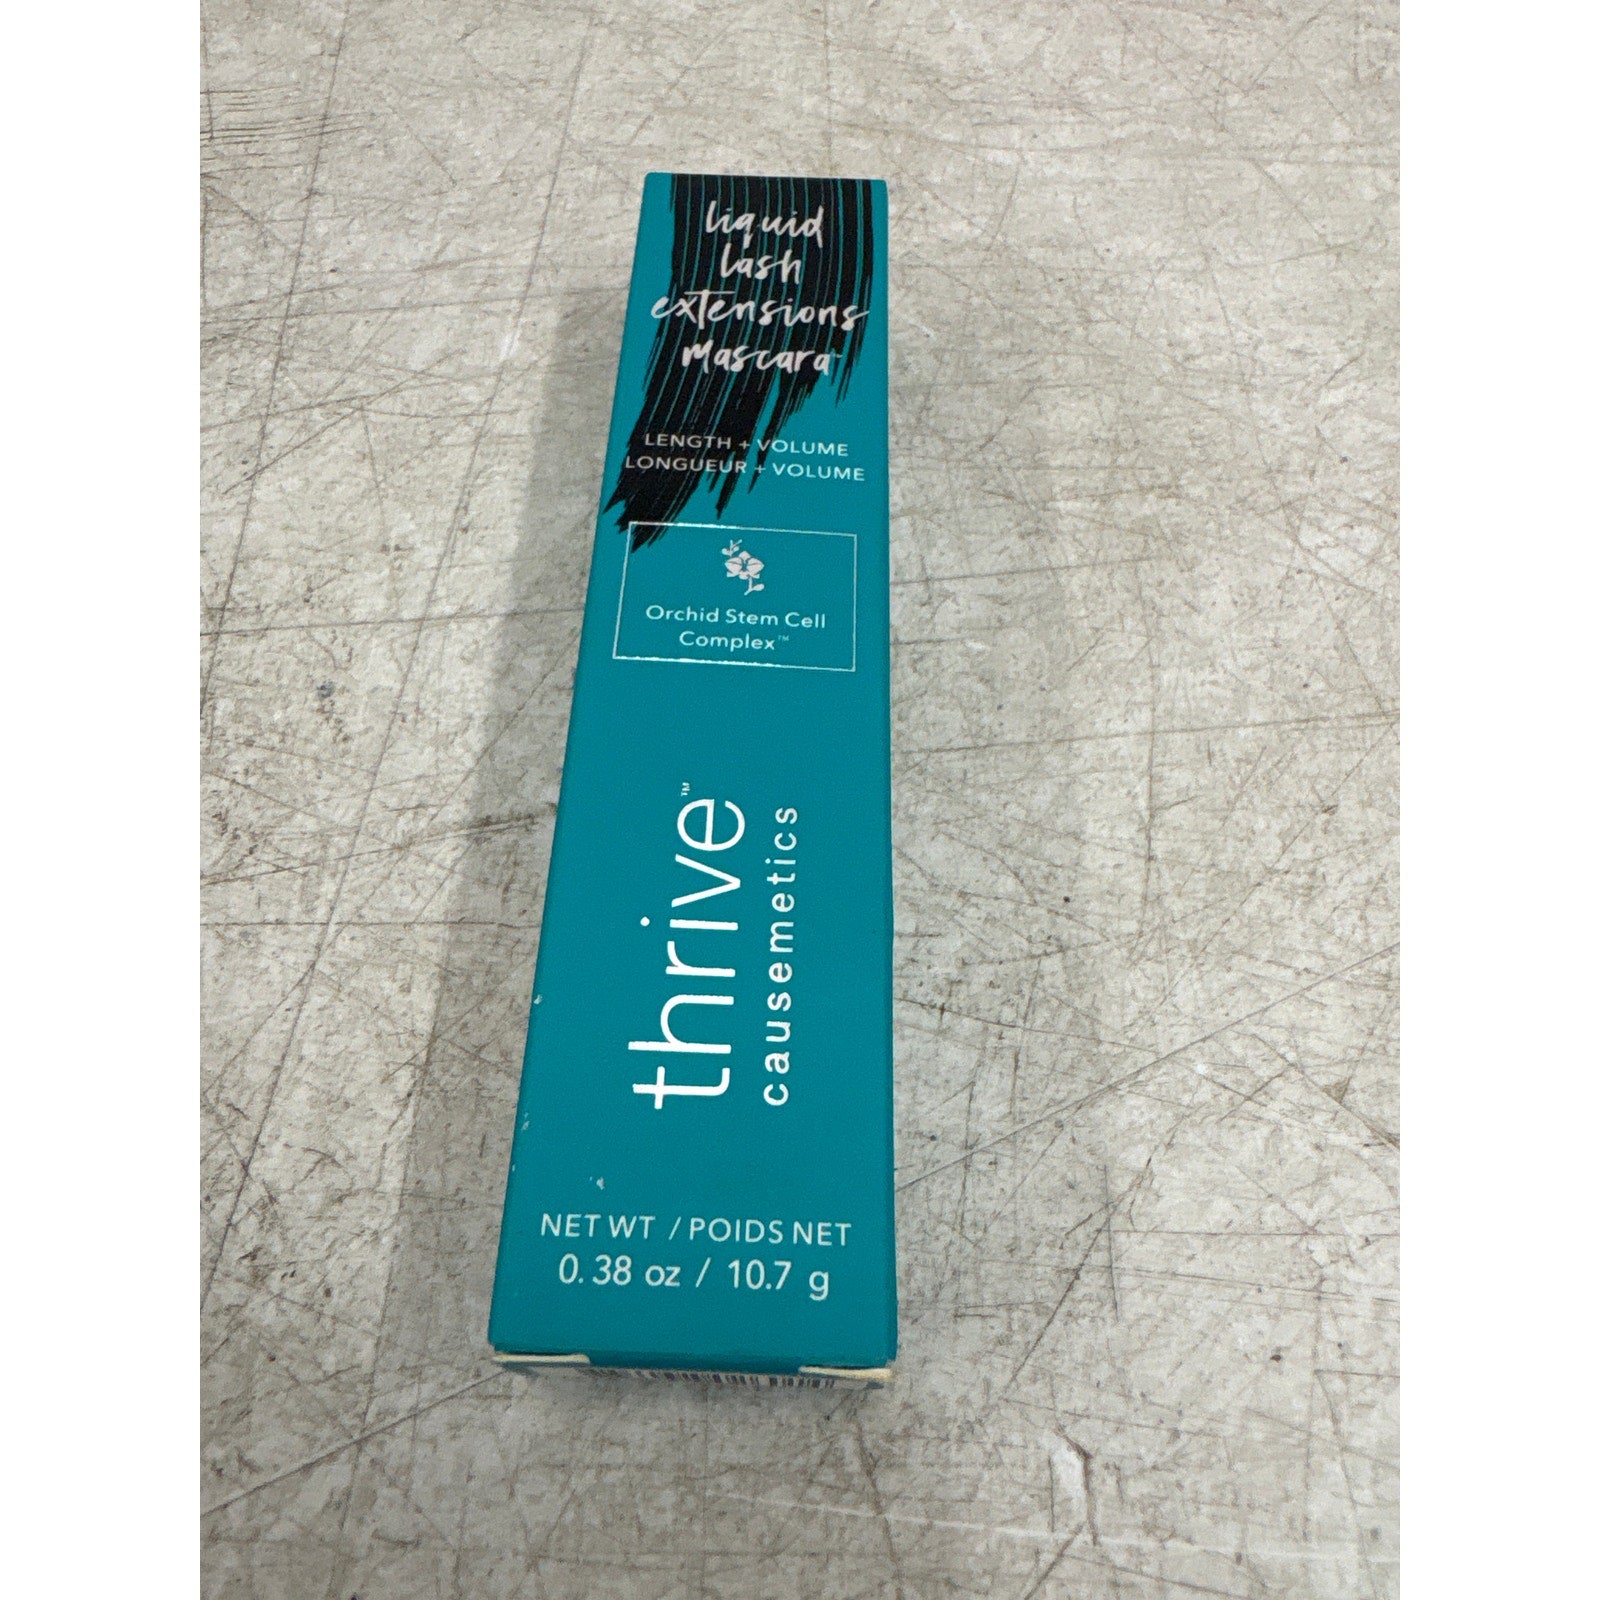 liquid
lash
extensions
mascara™
LENGTH + VOLUME
LONGUEUR + VOLUME
Orchid Stem Cell
Complex™
thrive™
causemetics
NET WT / POIDS NET
0.38 oz / 10.7 g